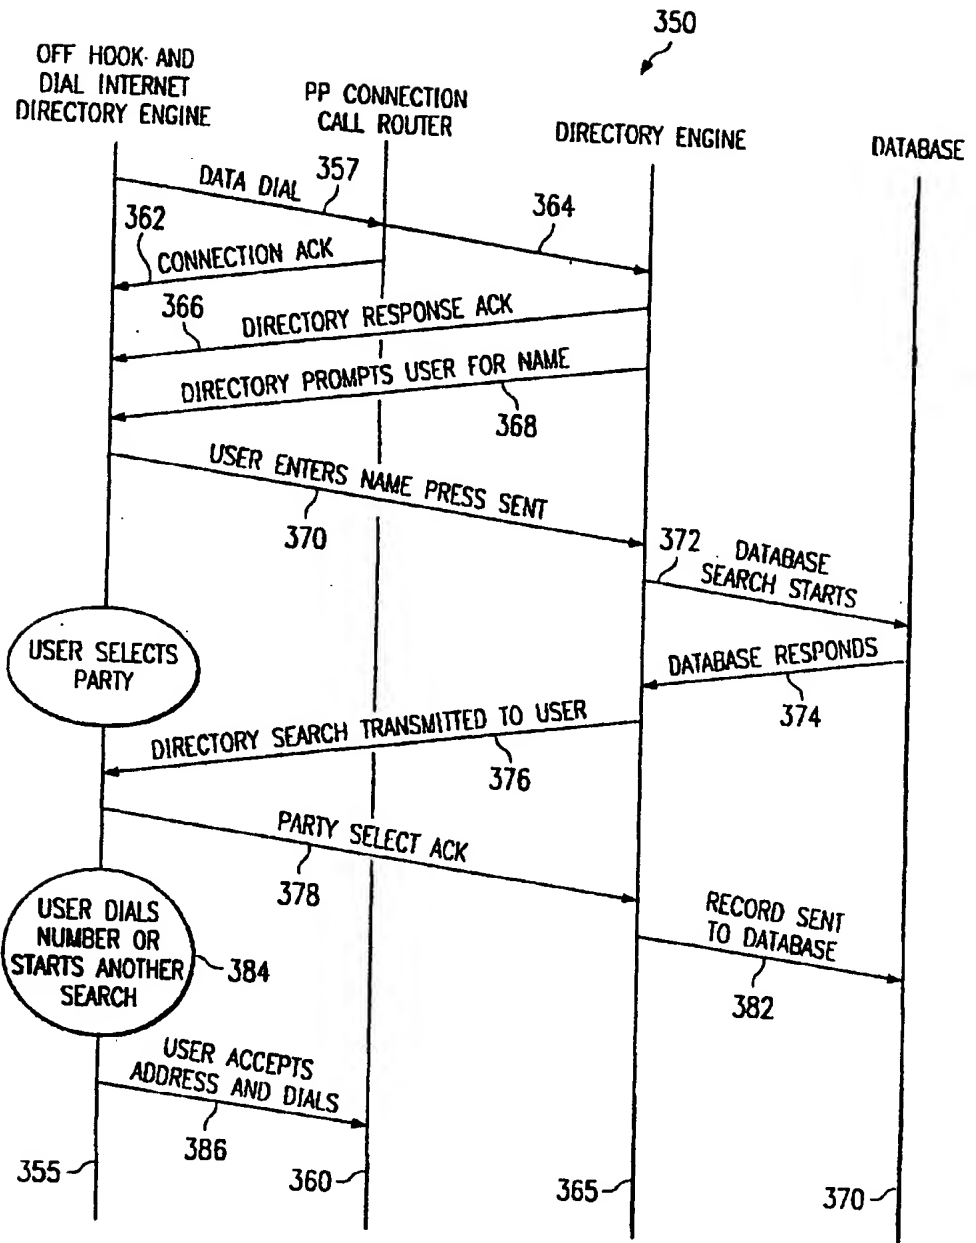 350
OFF HOOK AND
DIAL INTERNET
DIRECTORY ENGINE
PP CONNECTION
CALL ROUTER
DIRECTORY ENGINE
DATABASE
DATA DIAL
357
364
362
CONNECTION ACK
366
DIRECTORY RESPONSE ACK
DIRECTORY PROMPTS USER FOR NAME
368
USER ENTERS NAME PRESS SENT
370
372
DATABASE
SEARCH STARTS
USER SELECTS
PARTY
DATABASE RESPONDS
374
DIRECTORY SEARCH TRANSMITTED TO USER
376
PARTY SELECT ACK
378
USER DIALS
NUMBER OR
STARTS ANOTHER
SEARCH
384
RECORD SENT
TO DATABASE
382
USER ACCEPTS
ADDRESS AND DIALS
386
355
360
365
370